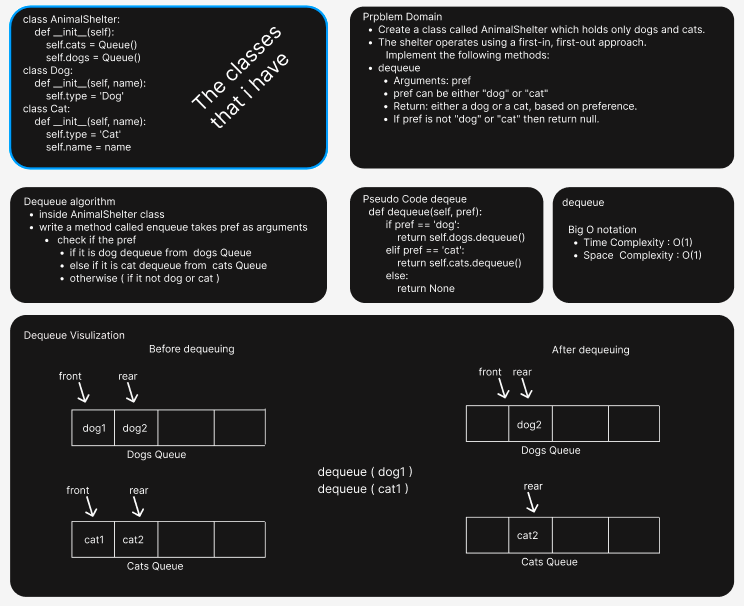 class AnimalShelter:
def __init__(self):
self.cats = Queue()
self.dogs = Queue()
class Dog:
def __init__(self, name):
self.type = 'Dog'
class Cat:
def __init__(self, name):
self.type = 'Cat'
self.name = name
The classes
that i have
Prpblem Domain
• Create a class called AnimalShelter which holds only dogs and cats.
• The shelter operates using a first-in, first-out approach.
Implement the following methods:
• dequeue
• Arguments: pref
• pref can be either "dog" or "cat"
• Return: either a dog or a cat, based on preference.
• If pref is not "dog" or "cat" then return null.
Dequeue algorithm
• inside AnimalShelter class
• write a method called enqueue takes pref as arguments
• check if the pref
• if it is dog dequeue from dogs Queue
• else if it is cat dequeue from cats Queue
• otherwise ( if it not dog or cat )
Pseudo Code deqeue
def dequeue(self, pref):
if pref == 'dog':
return self.dogs.dequeue()
elif pref == 'cat':
return self.cats.dequeue()
else:
return None
dequeue
Big O notation
• Time Complexity : O(1)
• Space Complexity : O(1)
Dequeue Visulization
Before dequeuing
After dequeuing
front
rear
dog1
dog2
Dogs Queue
front
rear
cat1
cat2
Cats Queue
dequeue ( dog1 )
dequeue ( cat1 )
front
rear
dog2
Dogs Queue
rear
cat2
Cats Queue